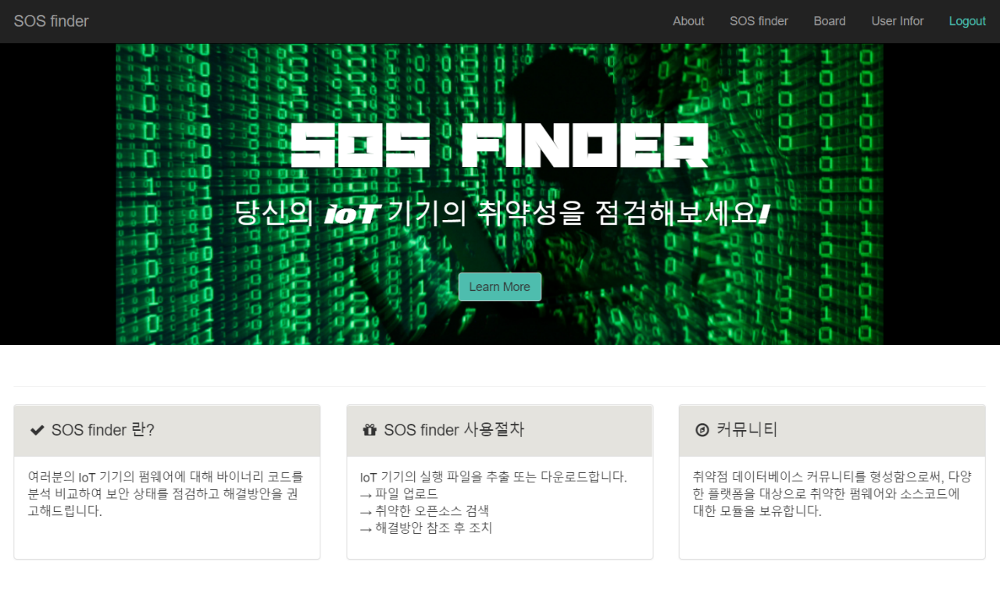 SOS finder
About
SOS finder
Board
User Infor
Logout
SOS FINDER
당신의 IoT 기기의 취약성을 점검해보세요!
Learn More
SOS finder 란?
여러분의 IoT 기기의 펌웨어에 대해 바이너리 코드를
분석 비교하여 보안 상태를 점검하고 해결방안을 권
고해드립니다.
SOS finder 사용절차
IoT 기기의 실행 파일을 추출 또는 다운로드합니다.
→ 파일 업로드
→ 취약한 오픈소스 검색
→ 해결방안 참조 후 조치
커뮤니티
취약점 데이터베이스 커뮤니티를 형성함으로써, 다양
한 플랫폼을 대상으로 취약한 펌웨어와 소스코드에
대한 모듈을 보유합니다.